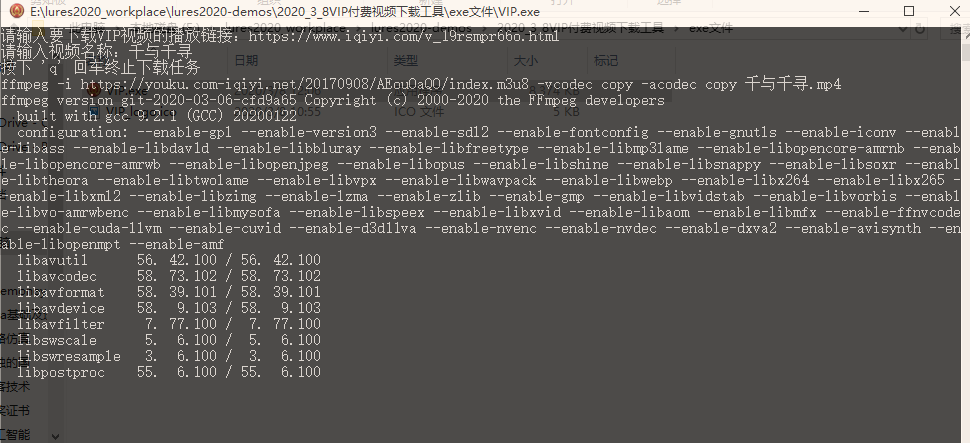 E:\lures2020_workplace\lures2020-demos\2020_3_8VIP付费视频下载工具\exe文件\VIP.exe
请输入要下载VIP视频的播放链接: https://www.iqiyi.com/v_19rsmpr66o.html
请输入视频名称: 千与千寻
按下 'q' 回车终止下载任务
ffmpeg -i https://youku.com-iqiyi.net/20170908/AEouOaQO/index.m3u8 -vcodec copy -acodec copy 千与千寻.mp4
ffmpeg version git-2020-03-06-cfd9a65 Copyright (c) 2000-2020 the FFmpeg developers
built with gcc 9.2.1 (GCC) 20200122
configuration: --enable-gpl --enable-version3 --enable-sdl2 --enable-fontconfig --enable-gnutls --enable-iconv --enabl
e-libass --enable-libdav1d --enable-libbluray --enable-libfreetype --enable-libmp3lame --enable-libopencore-amrnb --enab
le-libopencore-amrwb --enable-libopenjpeg --enable-libopus --enable-libshine --enable-libsnappy --enable-libsoxr --enabl
e-libtheora --enable-libtwolame --enable-libvpx --enable-libwavpack --enable-libwebp --enable-libx264 --enable-libx265 -
-enable-libxml2 --enable-libzimg --enable-lzma --enable-zlib --enable-gmp --enable-libvidstab --enable-libvorbis --enabl
e-libvo-amrwbenc --enable-libmysofa --enable-libspeex --enable-libxvid --enable-libaom --enable-libmfx --enable-ffnvcode
c --enable-cuda-llvm --enable-cuvid --enable-d3d11va --enable-nvenc --enable-nvdec --enable-dxva2 --enable-avisynth --en
able-libopenmpt --enable-amf
libavutil 56. 42.100 / 56. 42.100
libavcodec 58. 73.102 / 58. 73.102
libavformat 58. 39.101 / 58. 39.101
libavdevice 58. 9.103 / 58. 9.103
libavfilter 7. 77.100 / 7. 77.100
libswscale 5. 6.100 / 5. 6.100
libswresample 3. 6.100 / 3. 6.100
libpostproc 55. 6.100 / 55. 6.100